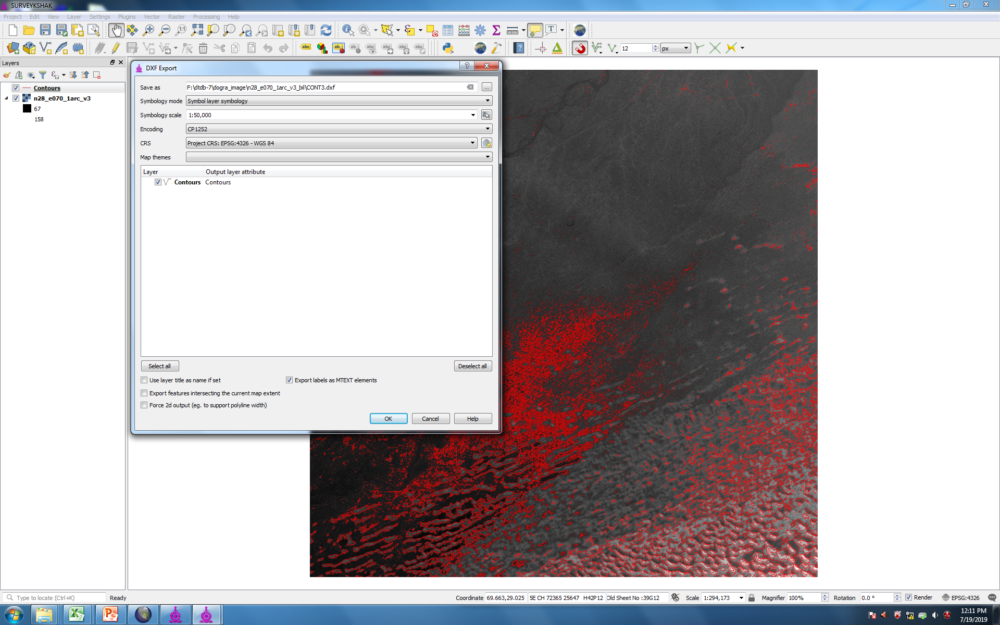 SURVEYKSHAK
Project Edit View Layer Settings Plugins Vector Raster Processing Help
12 px
Layers
Contours
n28_e070_1arc_v3
67
158
DXF Export
Save as F:\dtdb-7\dogra_image\n28_e070_1arc_v3_bil\CONT3.dxf
Symbology mode Symbol layer symbology
Symbology scale 1:50,000
Encoding CP1252
CRS Project CRS: EPSG:4326 - WGS 84
Map themes
Layer Output layer attribute
Contours Contours
Select all Deselect all
Use layer title as name if set Export labels as MTEXT elements
Export features intersecting the current map extent
Force 2d output (eg. to support polyline width)
OK Cancel Help
Type to locate (Ctrl+K) Ready Coordinate 69.663,29.025 5E CH 72365 25647 H42P12 Old Sheet No :39G12 Scale 1:294,173 Magnifier 100% Rotation 0.0 ° Render EPSG:4326
12:11 PM
7/19/2019